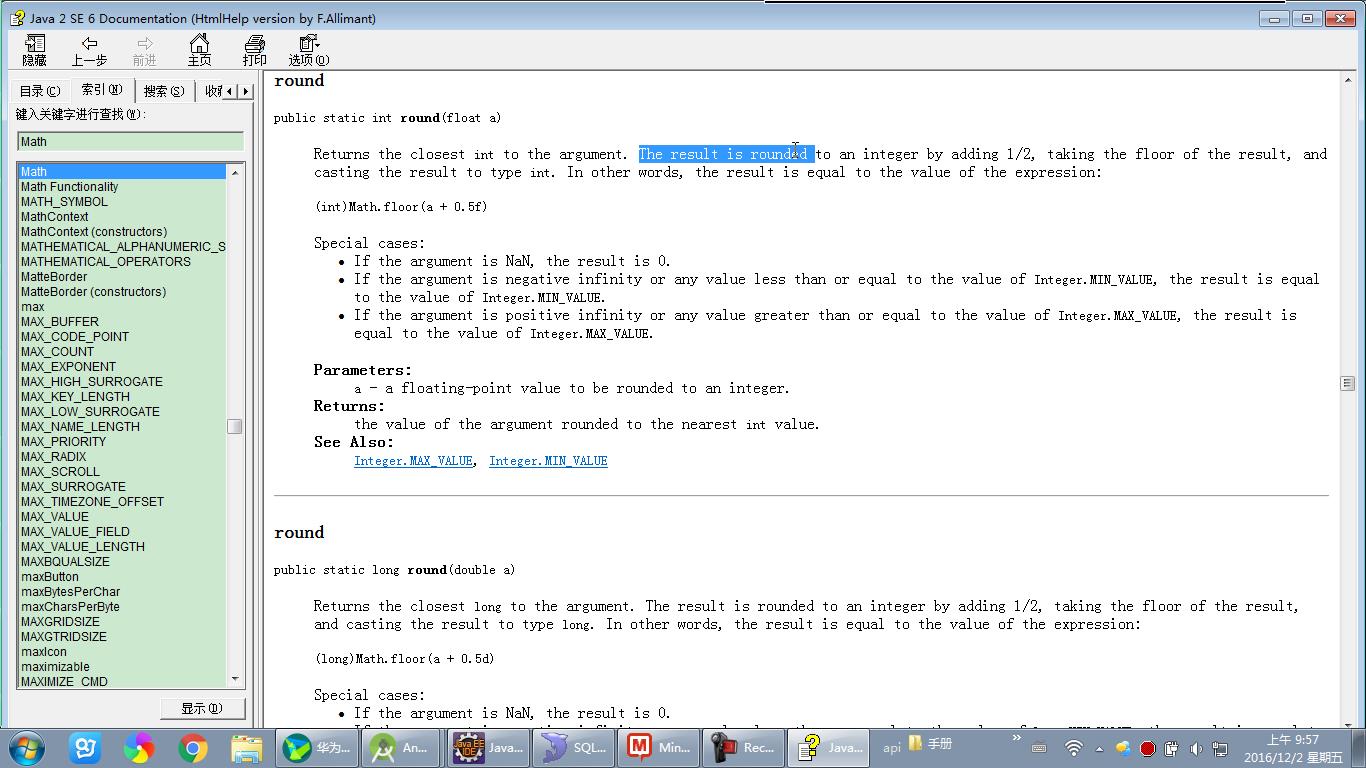 Java 2 SE 6 Documentation (HtmlHelp version by F.Allimant)
隐藏 上一步 前进 主页 打印 选项(O)
目录(C) 索引(N) 搜索(S)
键入关键字进行查找(W):
Math
Math
Math Functionality
MATH_SYMBOL
MathContext
MathContext (constructors)
MATHEMATICAL_ALPHANUMERIC_S
MATHEMATICAL_OPERATORS
MatteBorder
MatteBorder (constructors)
max
MAX_BUFFER
MAX_CODE_POINT
MAX_COUNT
MAX_EXPONENT
MAX_HIGH_SURROGATE
MAX_KEY_LENGTH
MAX_LOW_SURROGATE
MAX_NAME_LENGTH
MAX_PRIORITY
MAX_RADIX
MAX_SCROLL
MAX_SURROGATE
MAX_TIMEZONE_OFFSET
MAX_VALUE
MAX_VALUE_FIELD
MAX_VALUE_LENGTH
MAXBQUALSIZE
maxButton
maxBytesPerChar
maxCharsPerByte
MAXGRIDSIZE
MAXGTRIDSIZE
maxIcon
maximizable
MAXIMIZE_CMD
显示(D)
round
public static int round(float a)
Returns the closest int to the argument. The result is rounded to an integer by adding 1/2, taking the floor of the result, and
casting the result to type int. In other words, the result is equal to the value of the expression:
(int)Math.floor(a + 0.5f)
Special cases:
• If the argument is NaN, the result is 0.
• If the argument is negative infinity or any value less than or equal to the value of Integer.MIN_VALUE, the result is equal
to the value of Integer.MIN_VALUE.
• If the argument is positive infinity or any value greater than or equal to the value of Integer.MAX_VALUE, the result is
equal to the value of Integer.MAX_VALUE.
Parameters:
a - a floating-point value to be rounded to an integer.
Returns:
the value of the argument rounded to the nearest int value.
See Also:
Integer.MAX_VALUE, Integer.MIN_VALUE
round
public static long round(double a)
Returns the closest long to the argument. The result is rounded to an integer by adding 1/2, taking the floor of the result,
and casting the result to type long. In other words, the result is equal to the value of the expression:
(long)Math.floor(a + 0.5d)
Special cases:
• If the argument is NaN, the result is 0.
华为... An... Java... SQL... Min... Rec... Java... api 手册 »
上午 9:57
2016/12/2 星期五